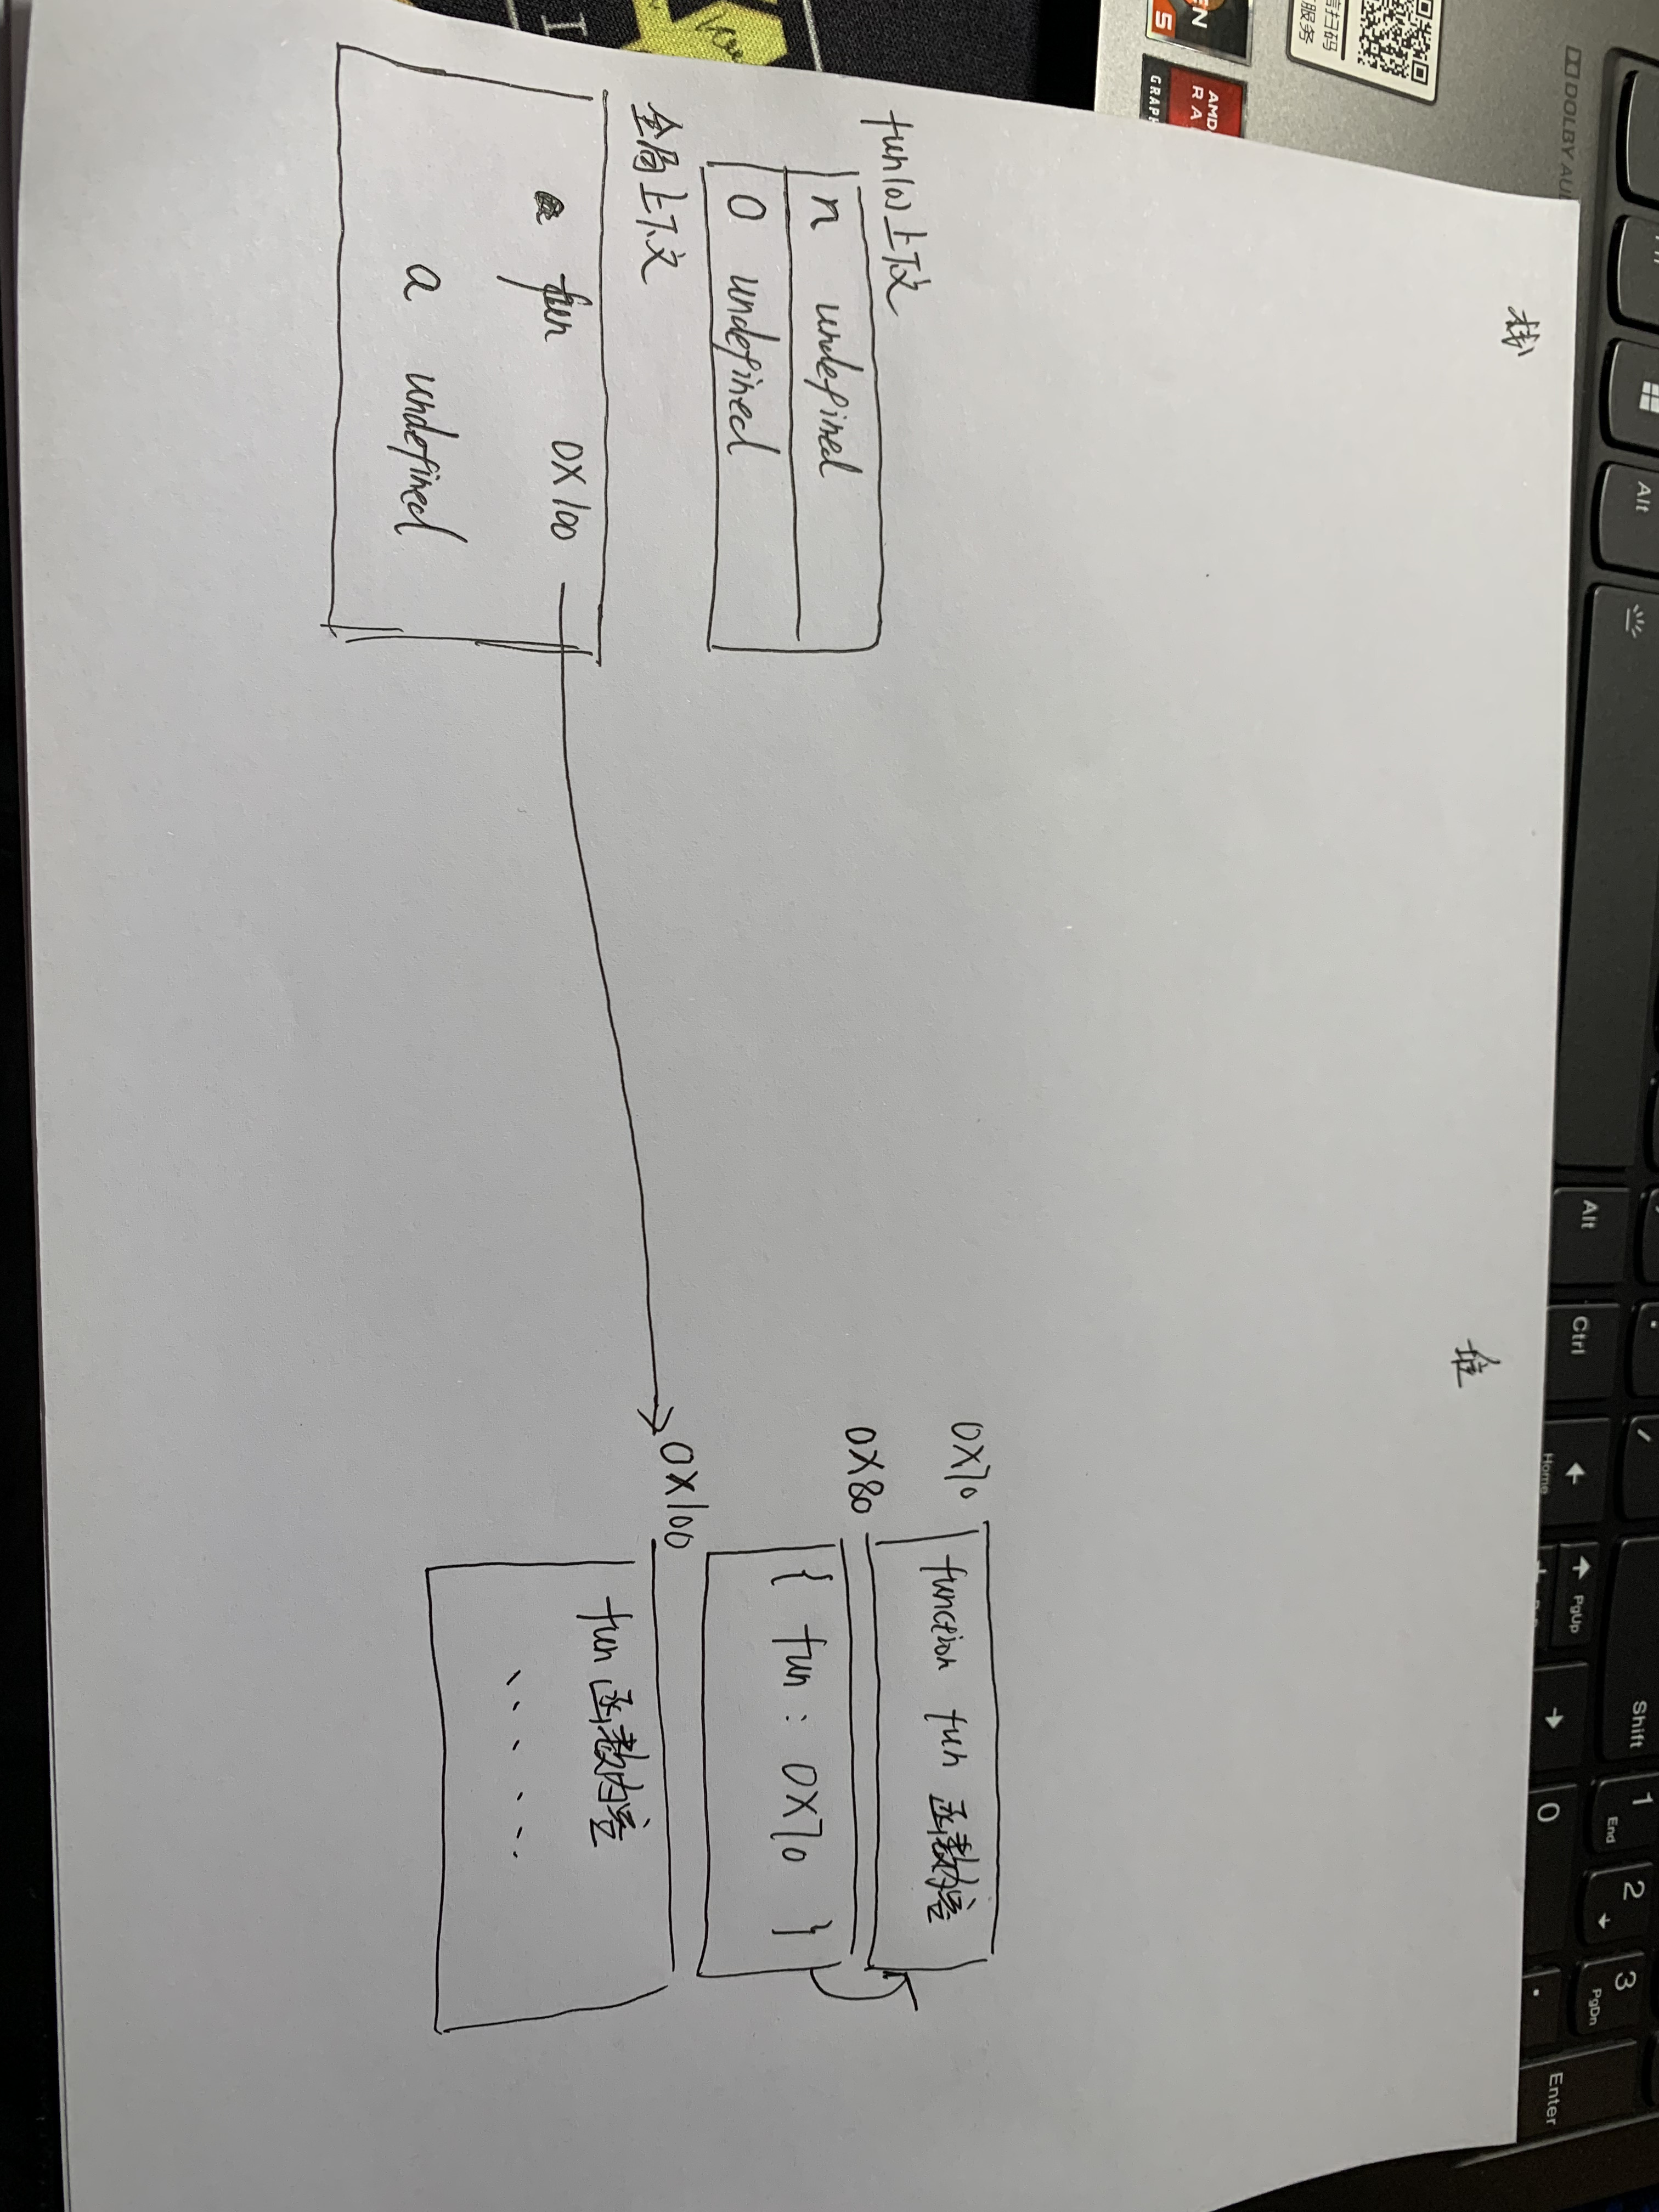 栈
堆
fun(0)上下文
n undefined
0 undefined
全局上下文
fun 0X100
a undefined
0X70
function fun 函数内容
0X80
{ fun : 0X70 }
0X100
fun 函数内容
.....
EN
5
AMD
RA
GRAPH
扫码
服务
DOLBY AU
Alt
Alt
Ctrl
Home
PgUp
Shift
0
1
End
2
3
PgDn
.
Enter